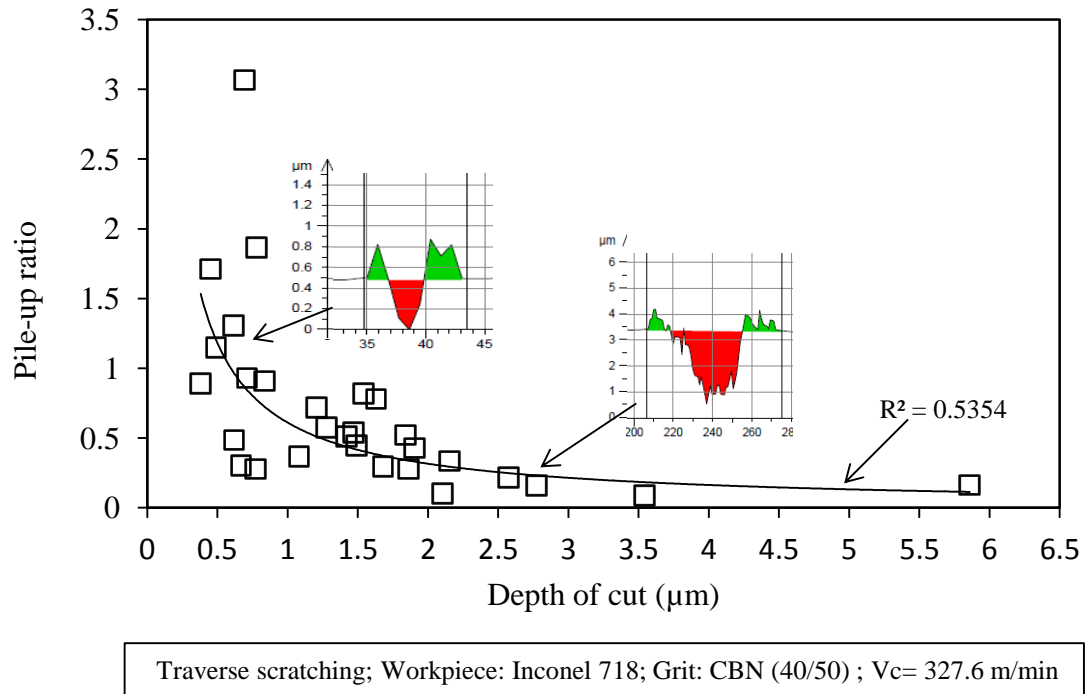 3.5
3
2.5
2
1.5
1
0.5
0
Pile-up ratio
µm
1.4
1.2
1
0.8
0.6
0.4
0.2
0
35 40 45
µm
6
5
4
3
2
1
0
200 220 240 260 28
R² = 0.5354
0 0.5 1 1.5 2 2.5 3 3.5 4 4.5 5 5.5 6 6.5
Depth of cut (µm)
Traverse scratching; Workpiece: Inconel 718; Grit: CBN (40/50) ; Vc= 327.6 m/min